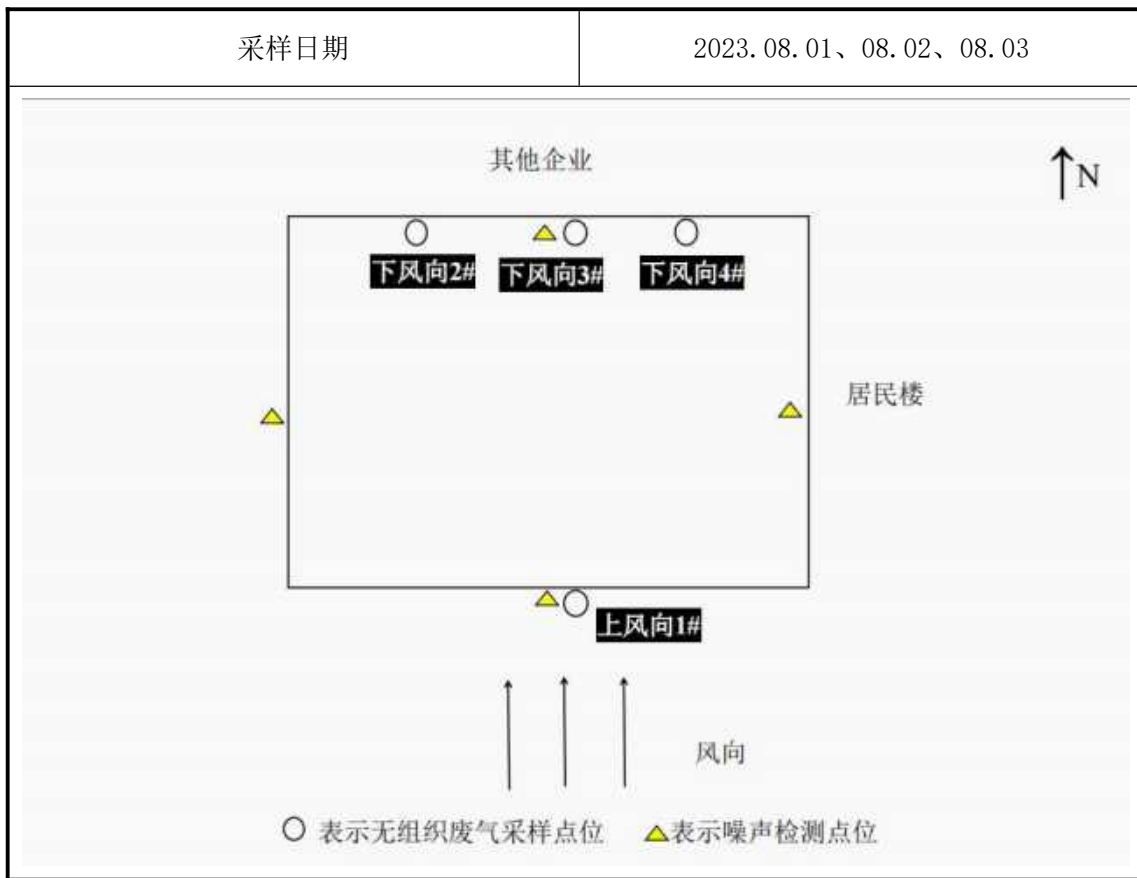 采样日期
2023.08.01、08.02、08.03
其他企业
N
下风向2#
下风向3#
下风向4#
居民楼
上风向1#
风向
表示无组织废气采样点位
表示噪声检测点位